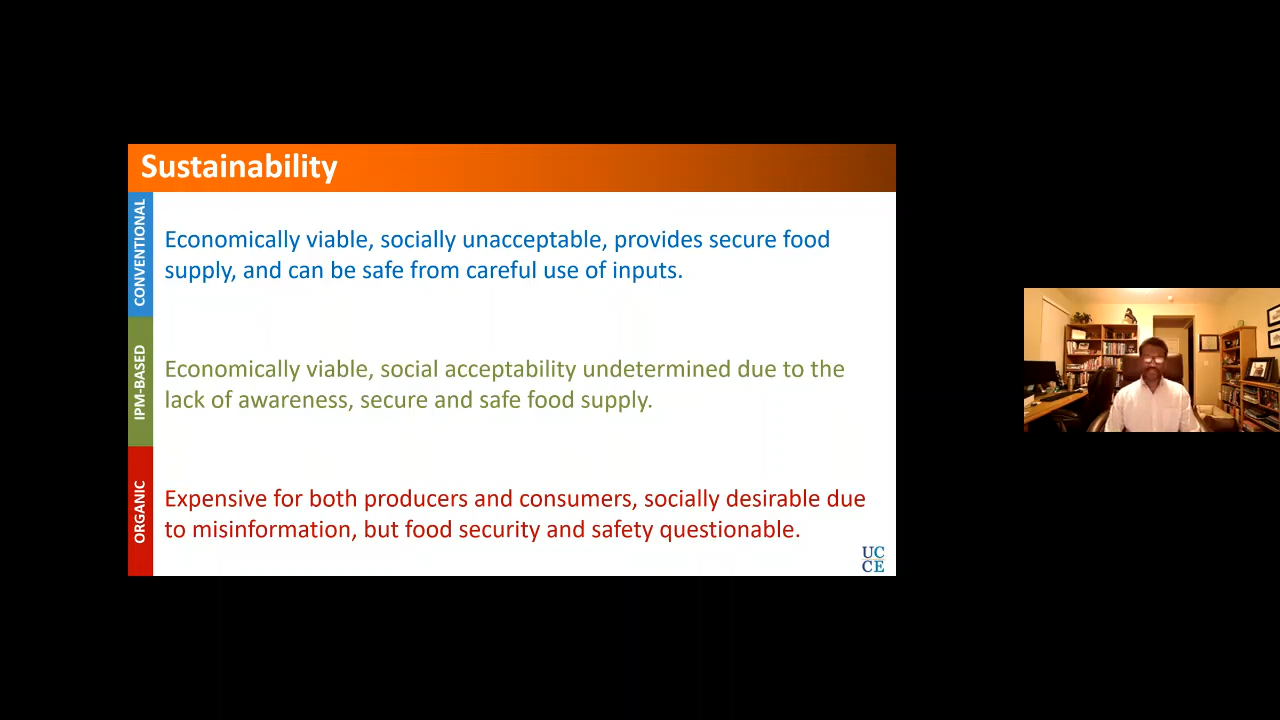 Sustainability
CONVENTIONAL
Economically viable, socially unacceptable, provides secure food
supply, and can be safe from careful use of inputs.
IPM-BASED
Economically viable, social acceptability undetermined due to the
lack of awareness, secure and safe food supply.
ORGANIC
Expensive for both producers and consumers, socially desirable due
to misinformation, but food security and safety questionable.
UC
CE